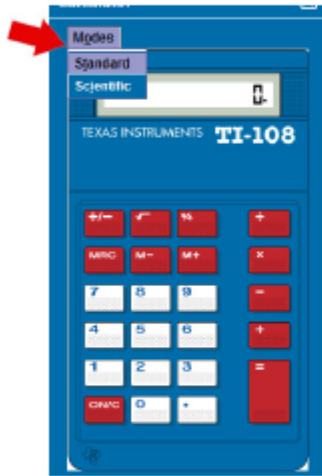 Modes
Standard
Scientific
0.
TEXAS INSTRUMENTS TI-108
+/− √ % ÷
MRC M− M+ ×
7 8 9 −
4 5 6 +
1 2 3 =
ON/C 0 .